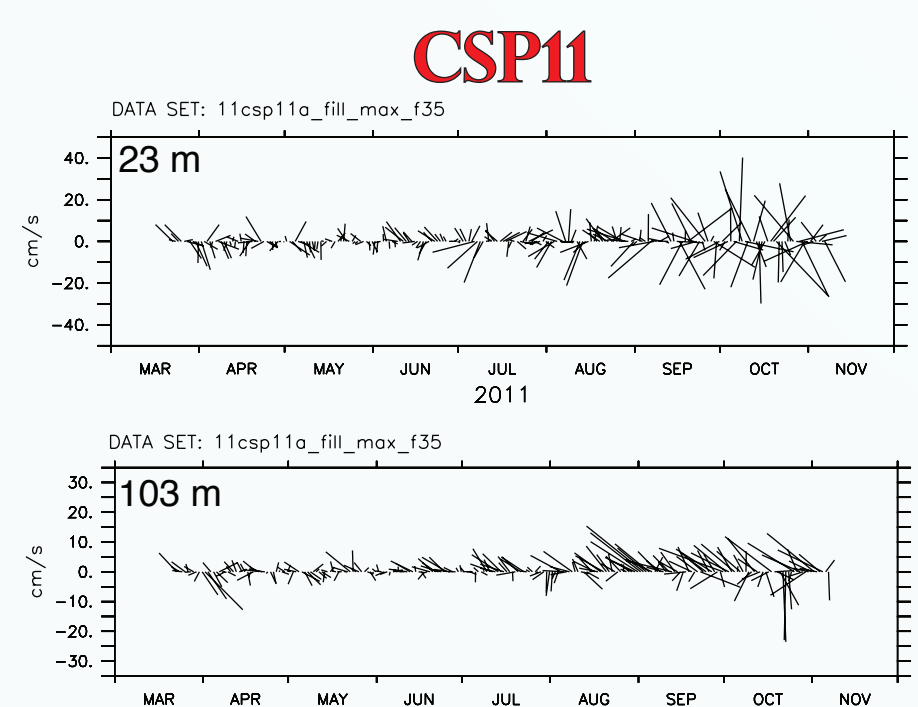 CSP11
DATA SET: 11csp11a_fill_max_f35
23 m
40.
20.
0.
-20.
-40.
cm/s
MAR APR MAY JUN JUL AUG SEP OCT NOV
2011
DATA SET: 11csp11a_fill_max_f35
103 m
30.
20.
10.
0.
-10.
-20.
-30.
cm/s
MAR APR MAY JUN JUL AUG SEP OCT NOV